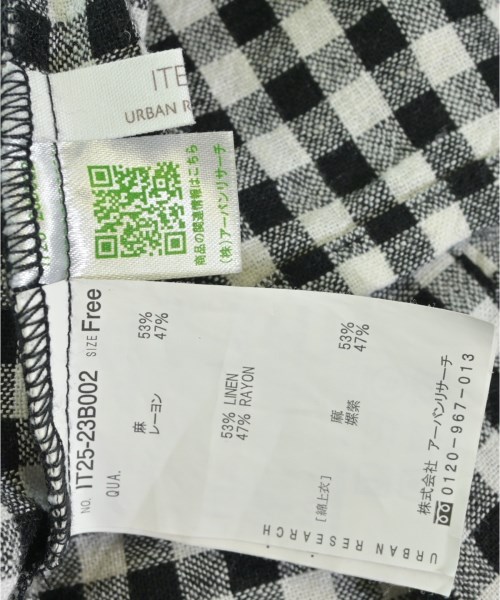 ITE
URBAN R
商品の関連情報はこちら
(株)アーバンリサーチ
NO. IT25-23B002 SIZE Free
QUA.
麻 53%
レーヨン 47%
53% LINEN
47% RAYON
麻 53%
嫘縈 47%
[綿上衣]
URBAN RESEARCH
株式会社 アーバンリサーチ
0120-967-013